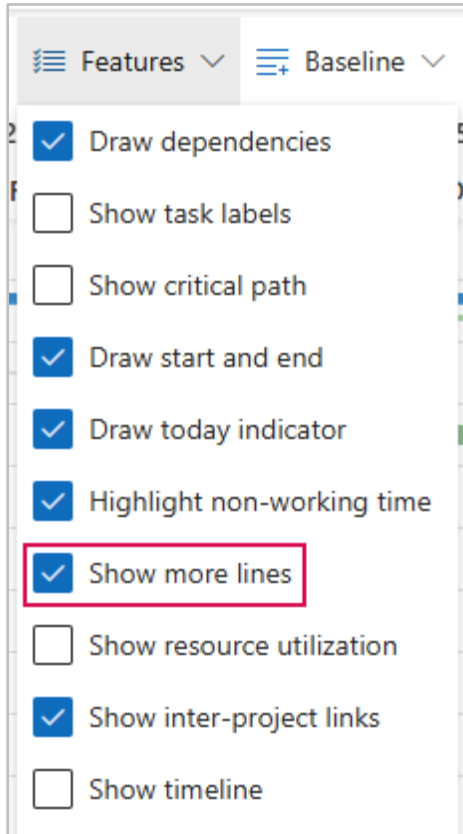 Features Baseline
Draw dependencies
Show task labels
Show critical path
Draw start and end
Draw today indicator
Highlight non-working time
Show more lines
Show resource utilization
Show inter-project links
Show timeline